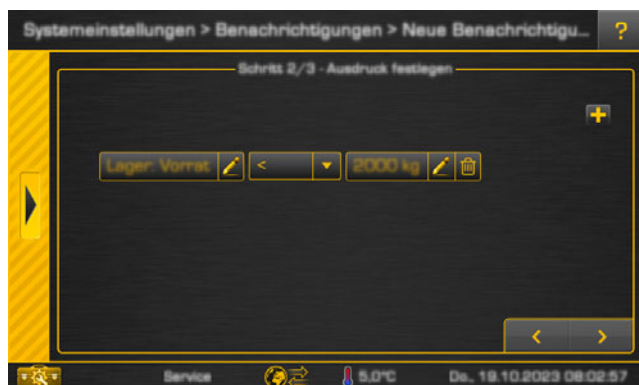 Systemeinstellungen > Benachrichtigungen > Neue Benachrichtigu... ?
Schritt 2/3 - Ausdruck festlegen
+
Lager: Vorrat < 2000 kg
< >
Service 5,0°C Do., 19.10.2023 08:02:57